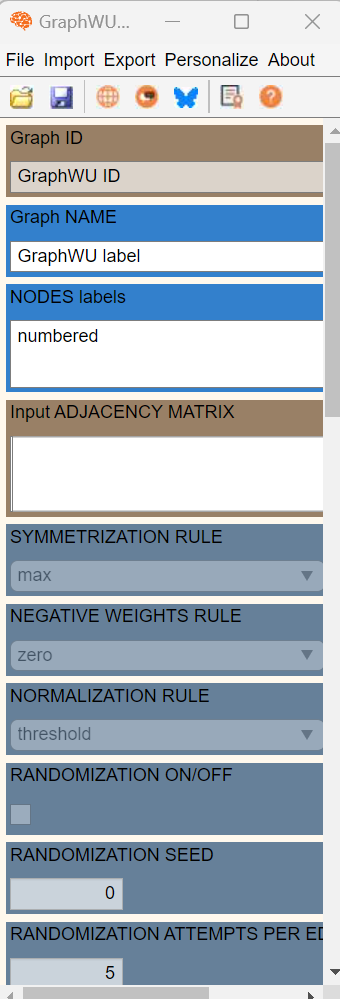 GraphWU...
File Import Export Personalize About
Graph ID
GraphWU ID
Graph NAME
GraphWU label
NODES labels
numbered
Input ADJACENCY MATRIX
SYMMETRIZATION RULE
max
NEGATIVE WEIGHTS RULE
zero
NORMALIZATION RULE
threshold
RANDOMIZATION ON/OFF
RANDOMIZATION SEED
0
RANDOMIZATION ATTEMPTS PER ED
5